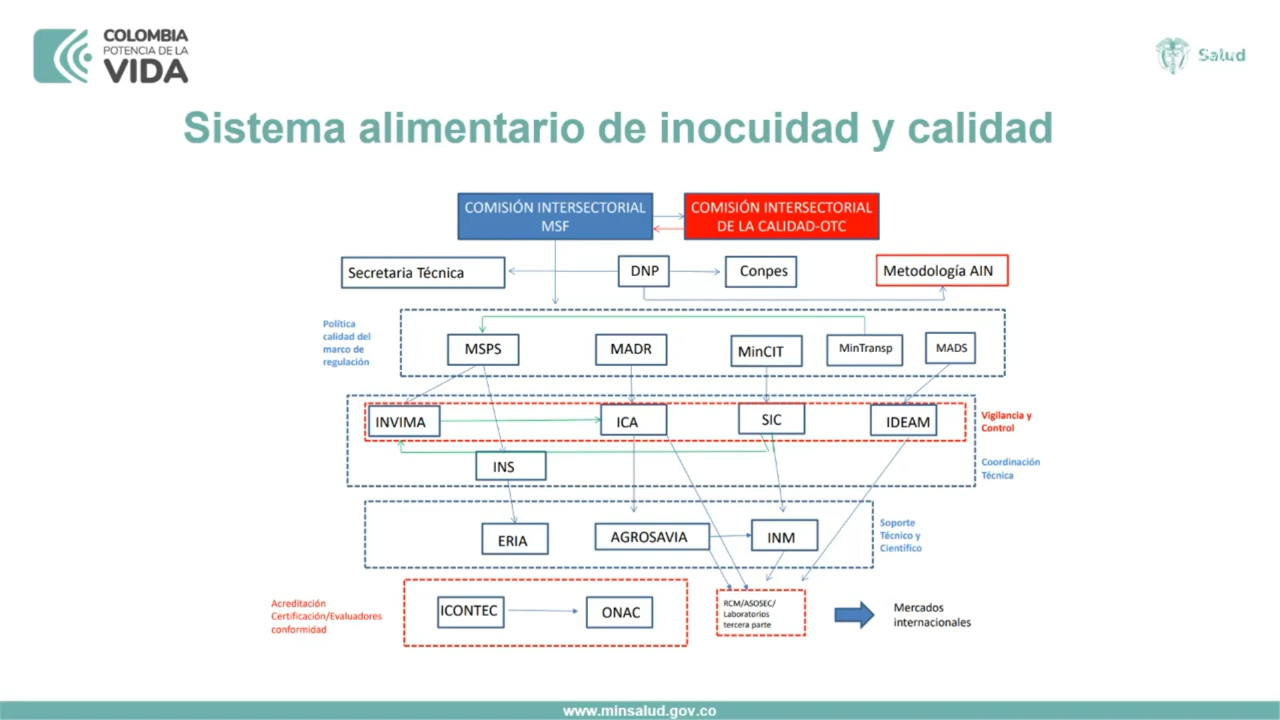 COLOMBIA
POTENCIA DE LA
VIDA
Salud
Sistema alimentario de inocuidad y calidad
COMISIÓN INTERSECTORIAL
MSF
COMISIÓN INTERSECTORIAL
DE LA CALIDAD-OTC
Secretaria Técnica
DNP
Conpes
Metodología AIN
Política
calidad del
marco de
regulación
MSPS
MADR
MinCIT
MinTransp
MADS
INVIMA
ICA
SIC
IDEAM
Vigilancia y
Control
INS
Coordinación
Técnica
ERIA
AGROSAVIA
INM
Soporte
Técnico y
Científico
Acreditación
Certificación/Evaluadores
conformidad
ICONTEC
ONAC
RCM/ASOSEC/
Laboratorios
tercera parte
Mercados
internacionales
www.minsalud.gov.co